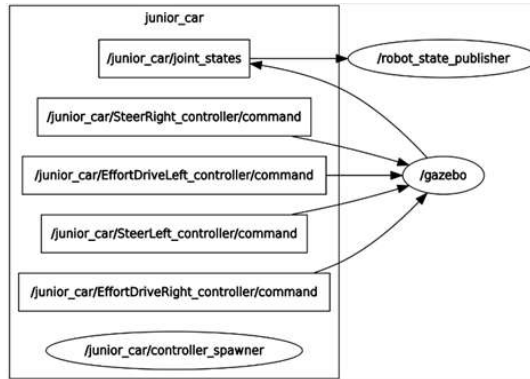 junior_car
/junior_car/joint_states
/robot_state_publisher
/junior_car/SteerRight_controller/command
/junior_car/EffortDriveLeft_controller/command
/gazebo
/junior_car/SteerLeft_controller/command
/junior_car/EffortDriveRight_controller/command
/junior_car/controller_spawner